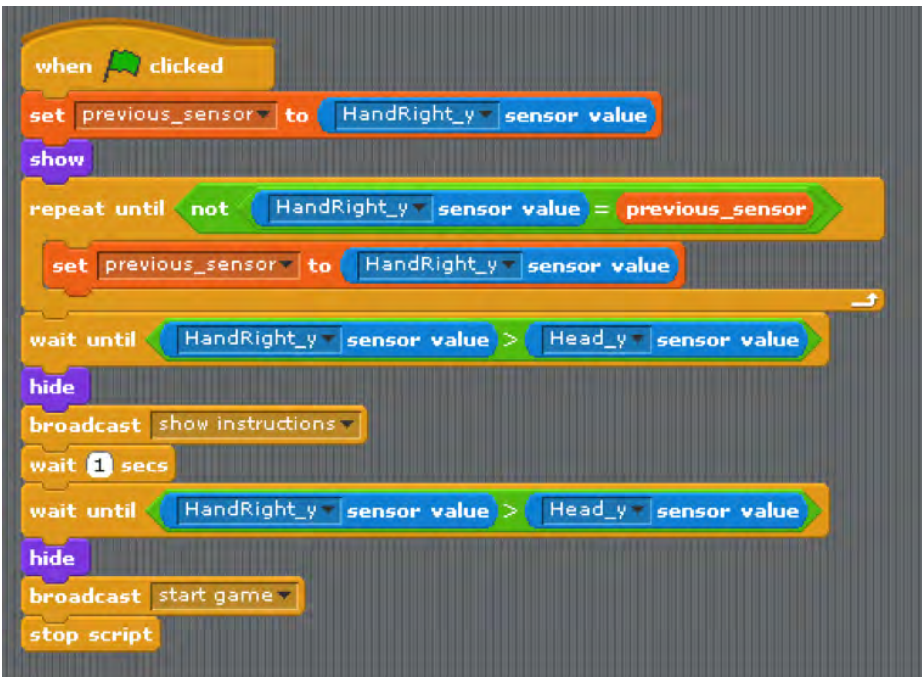 when clicked
set previous_sensor to HandRight_y sensor value
show
repeat until not HandRight_y sensor value = previous_sensor
set previous_sensor to HandRight_y sensor value
wait until HandRight_y sensor value > Head_y sensor value
hide
broadcast show instructions
wait 1 secs
wait until HandRight_y sensor value > Head_y sensor value
hide
broadcast start game
stop script